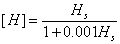 [H] = H_s / (1 + 0.001H_s)